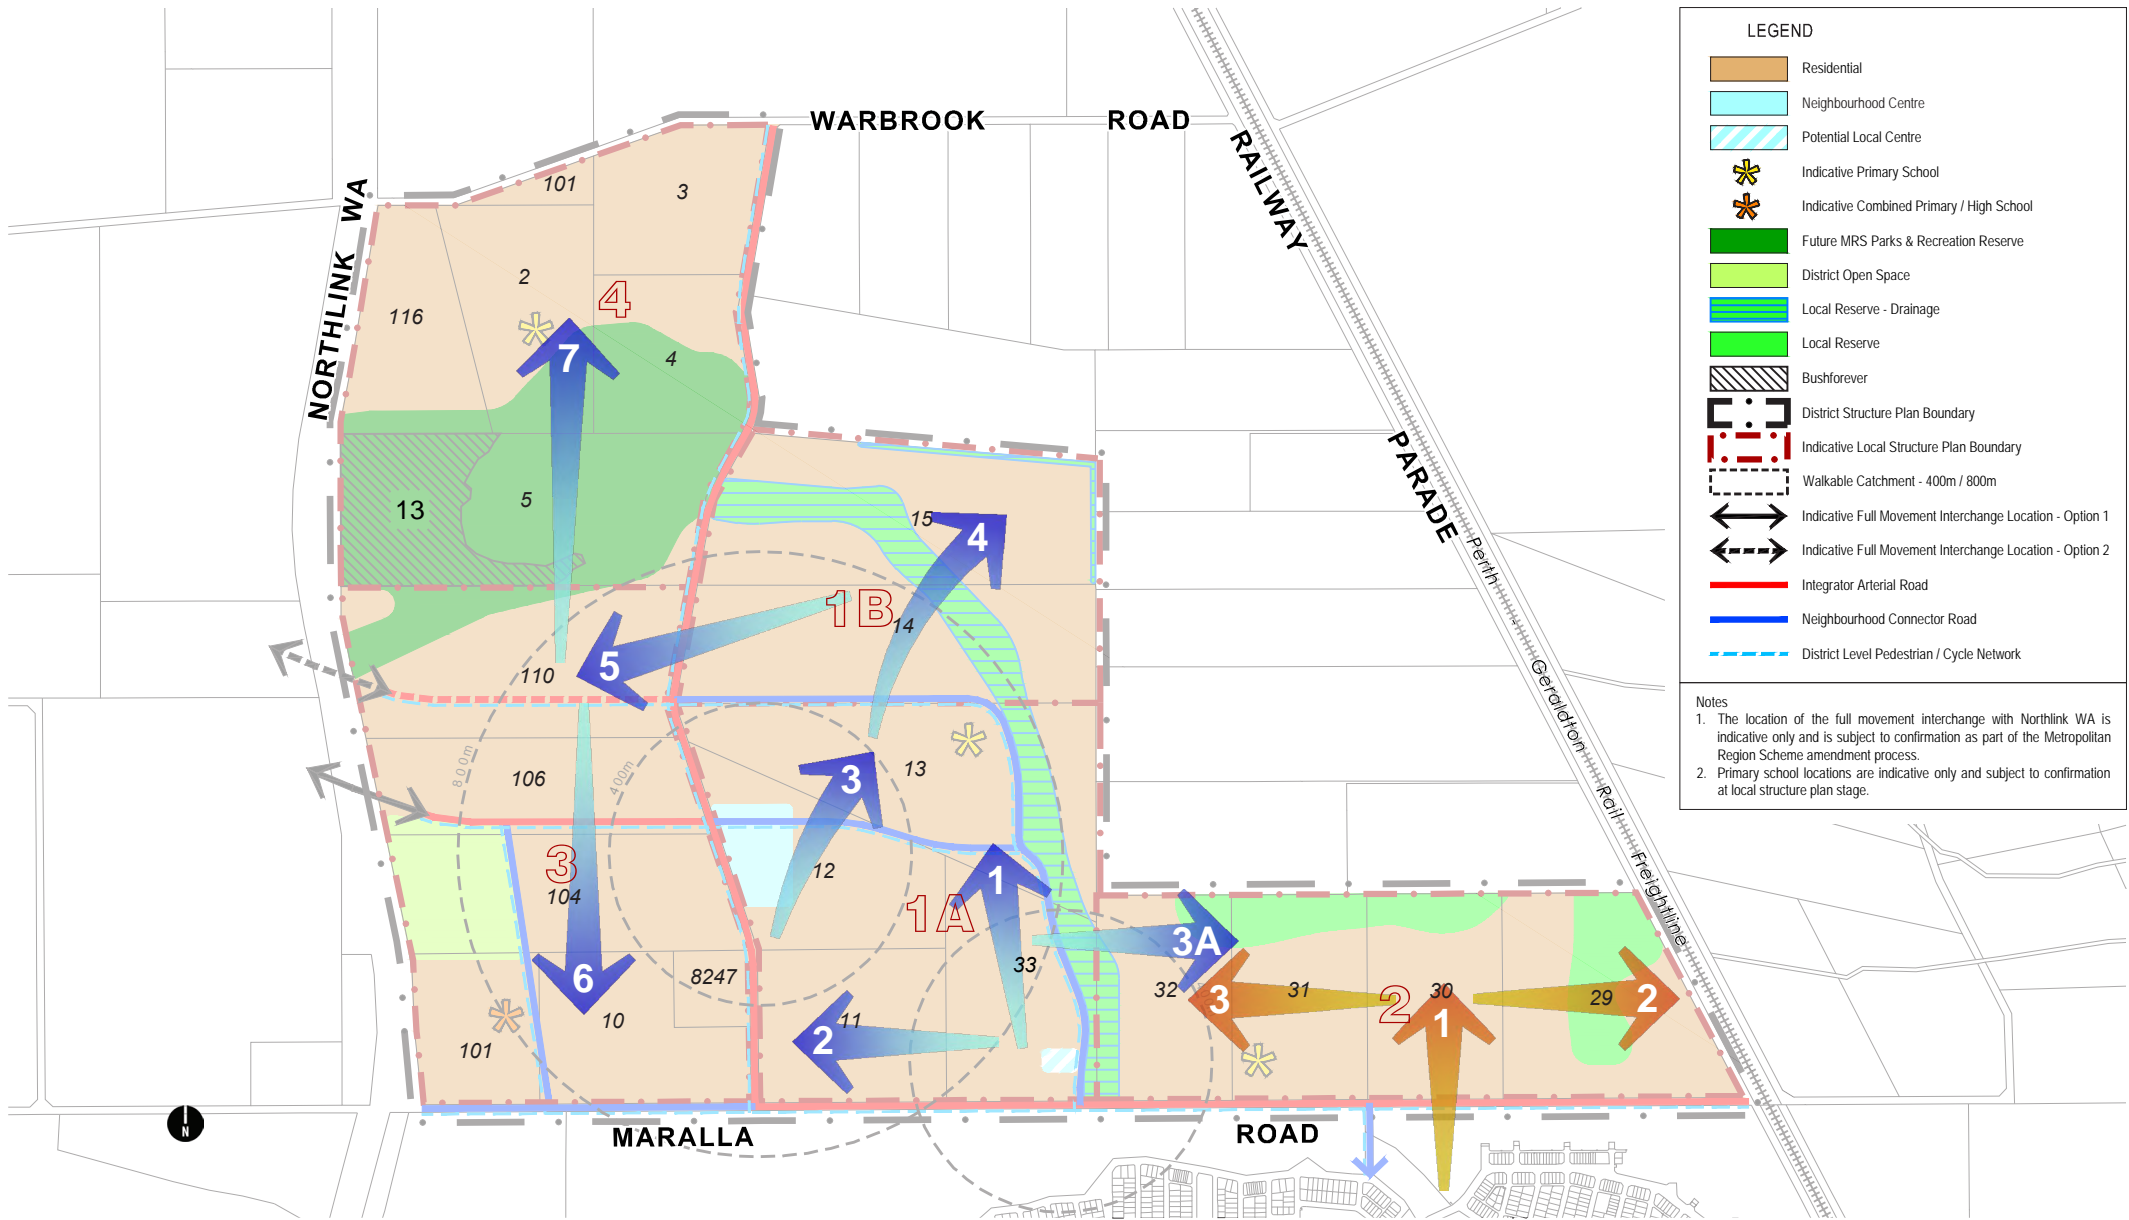 WARBROOK ROAD
RAILWAY
PARADE
NORTHLINK WA
101
3
2
4
116
7
4
13
5
15
4
1B
14
5
110
800m
400m
13
106
3
12
1
3
104
1A
3A
33
8247
6
10
32
3
31
2
30
1
29
2
2
11
101
MARALLA ROAD
Perth - Geraldton Rail Freightline
N
LEGEND
Residential
Neighbourhood Centre
Potential Local Centre
Indicative Primary School
Indicative Combined Primary / High School
Future MRS Parks & Recreation Reserve
District Open Space
Local Reserve - Drainage
Local Reserve
Bushforever
District Structure Plan Boundary
Indicative Local Structure Plan Boundary
Walkable Catchment - 400m / 800m
Indicative Full Movement Interchange Location - Option 1
Indicative Full Movement Interchange Location - Option 2
Integrator Arterial Road
Neighbourhood Connector Road
District Level Pedestrian / Cycle Network
Notes
1. The location of the full movement interchange with Northlink WA is
indicative only and is subject to confirmation as part of the Metropolitan
Region Scheme amendment process.
2. Primary school locations are indicative only and subject to confirmation
at local structure plan stage.